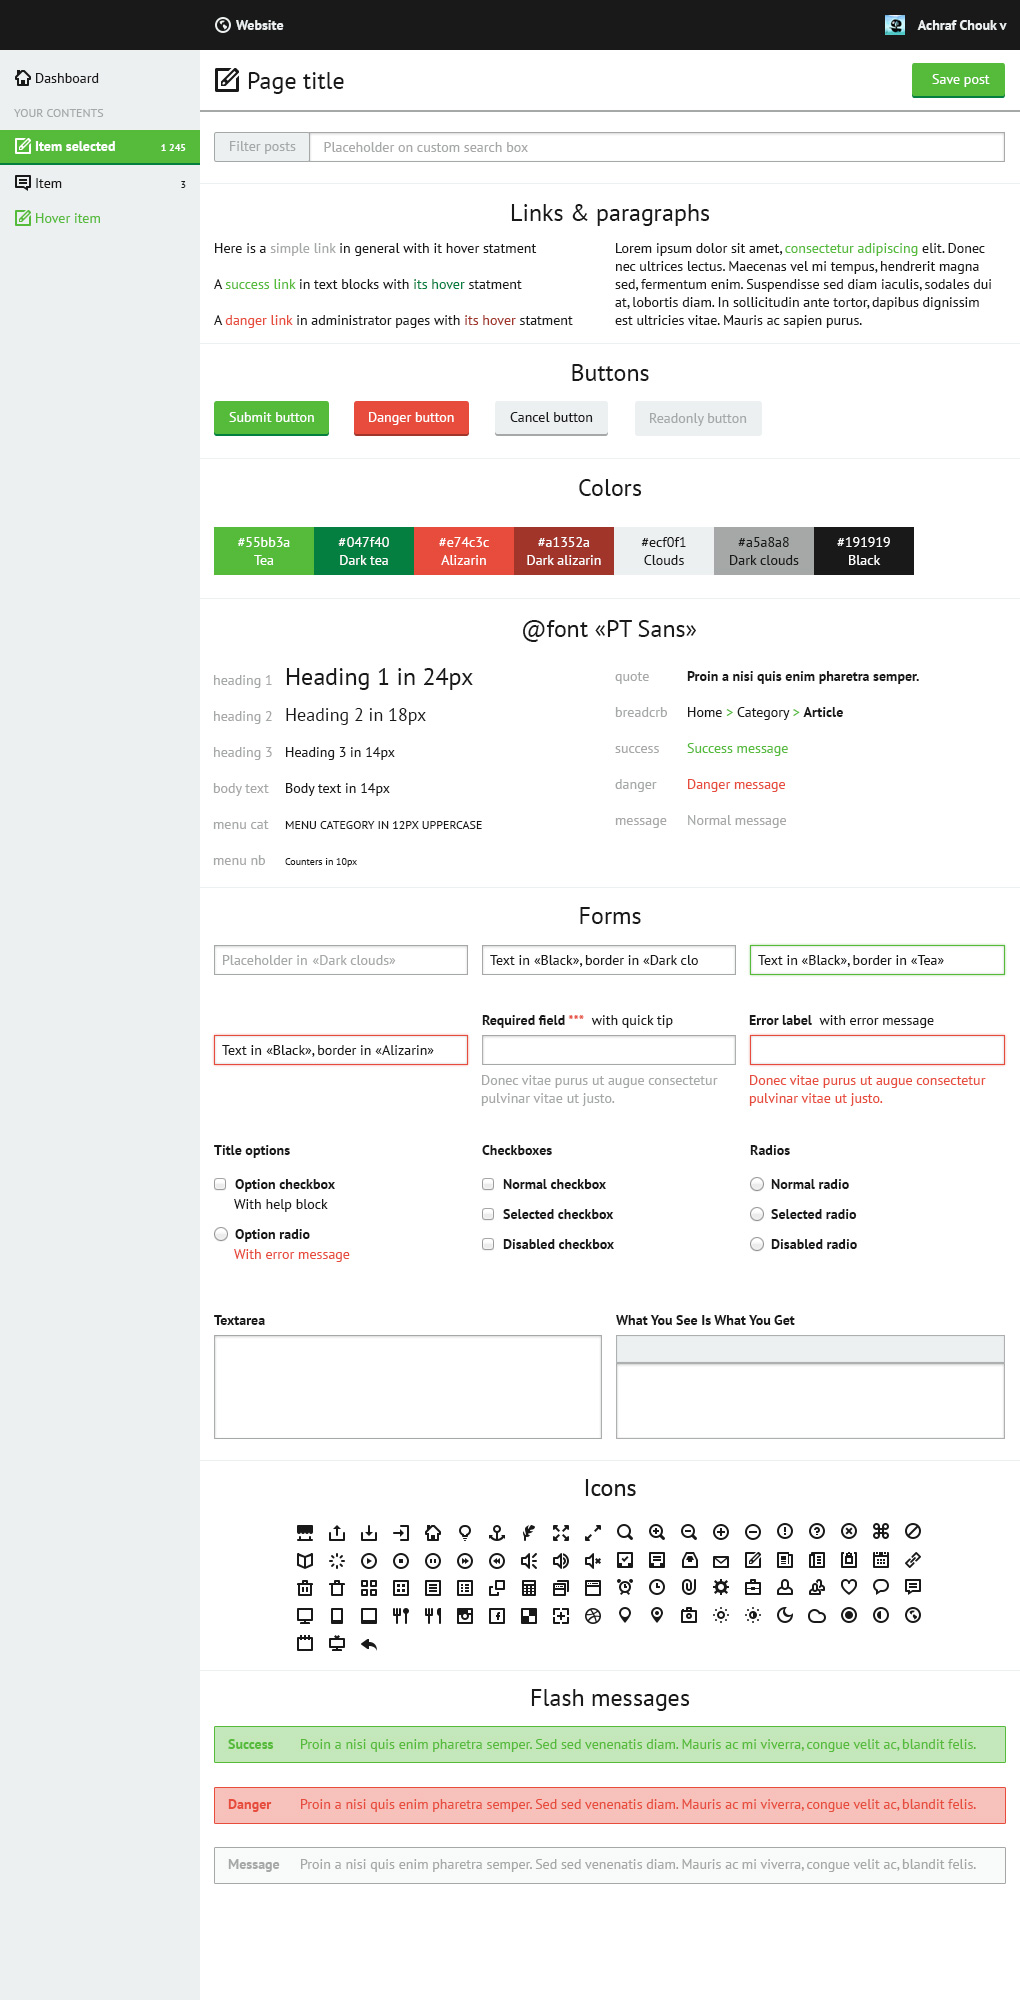 Website
Achraf Chouk v
Dashboard
YOUR CONTENTS
Item selected 1 245
Item 3
Hover item
Page title
Save post
Filter posts Placeholder on custom search box
Links & paragraphs
Here is a simple link in general with it hover statment
A success link in text blocks with its hover statment
A danger link in administrator pages with its hover statment
Lorem ipsum dolor sit amet, consectetur adipiscing elit. Donec
nec ultrices lectus. Maecenas vel mi tempus, hendrerit magna
sed, fermentum enim. Suspendisse sed diam iaculis, sodales dui
at, lobortis diam. In sollicitudin ante tortor, dapibus dignissim
est ultricies vitae. Mauris ac sapien purus.
Buttons
Submit button Danger button Cancel button Readonly button
Colors
#55bb3a #047f40 #e74c3c #a1352a #ecf0f1 #a5a8a8 #191919
Tea Dark tea Alizarin Dark alizarin Clouds Dark clouds Black
@font «PT Sans»
heading 1 Heading 1 in 24px
heading 2 Heading 2 in 18px
heading 3 Heading 3 in 14px
body text Body text in 14px
menu cat MENU CATEGORY IN 12PX UPPERCASE
menu nb Counters in 10px
quote Proin a nisi quis enim pharetra semper.
breadcrb Home > Category > Article
success Success message
danger Danger message
message Normal message
Forms
Placeholder in «Dark clouds»
Text in «Black», border in «Dark clo
Text in «Black», border in «Tea»
Text in «Black», border in «Alizarin»
Required field *** with quick tip
Donec vitae purus ut augue consectetur
pulvinar vitae ut justo.
Error label with error message
Donec vitae purus ut augue consectetur
pulvinar vitae ut justo.
Title options
Option checkbox
With help block
Option radio
With error message
Checkboxes
Normal checkbox
Selected checkbox
Disabled checkbox
Radios
Normal radio
Selected radio
Disabled radio
Textarea
What You See Is What You Get
Icons
Flash messages
Success Proin a nisi quis enim pharetra semper. Sed sed venenatis diam. Mauris ac mi viverra, congue velit ac, blandit felis.
Danger Proin a nisi quis enim pharetra semper. Sed sed venenatis diam. Mauris ac mi viverra, congue velit ac, blandit felis.
Message Proin a nisi quis enim pharetra semper. Sed sed venenatis diam. Mauris ac mi viverra, congue velit ac, blandit felis.